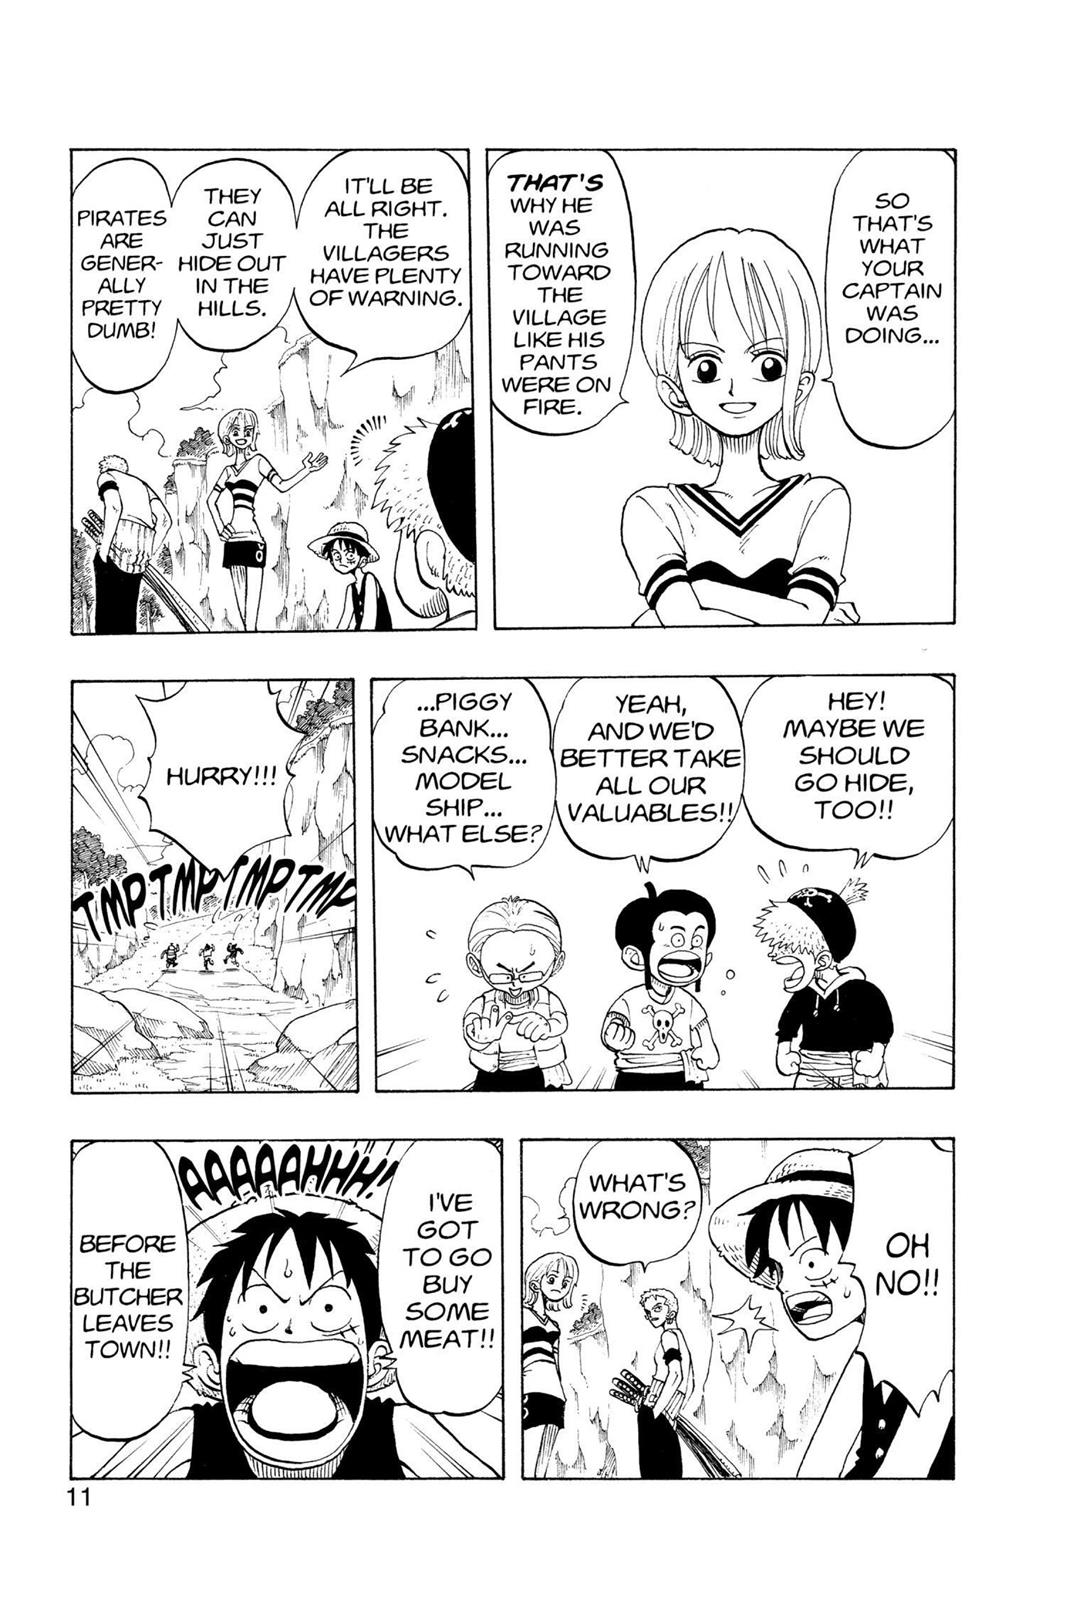 SO
THAT'S
WHAT
YOUR
CAPTAIN
WAS
DOING...
THAT'S
WHY HE
WAS
RUNNING
TOWARD
THE
VILLAGE
LIKE HIS
PANTS
WERE ON
FIRE.
IT'LL BE
ALL RIGHT.
THE
VILLAGERS
HAVE PLENTY
OF WARNING.
THEY
CAN
JUST
HIDE OUT
IN THE
HILLS.
PIRATES
ARE
GENER-
ALLY
PRETTY
DUMB!
HEY!
MAYBE WE
SHOULD
GO HIDE,
TOO!!
YEAH,
AND WE'D
BETTER TAKE
ALL OUR
VALUABLES!!
...PIGGY
BANK...
SNACKS...
MODEL
SHIP...
WHAT ELSE?
HURRY!!!
TMP TMP TMP TMP
OH
NO!!
WHAT'S
WRONG?
AAAAAHHH!
I'VE
GOT
TO GO
BUY
SOME
MEAT!!
BEFORE
THE
BUTCHER
LEAVES
TOWN!!
11